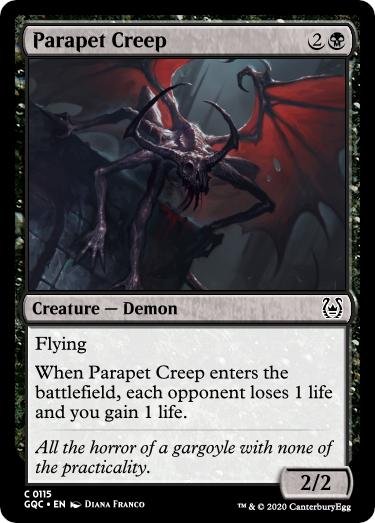 Parapet Creep 2
Creature — Demon
Flying
When Parapet Creep enters the
battlefield, each opponent loses 1 life
and you gain 1 life.
All the horror of a gargoyle with none of
the practicality.
2/2
C 0115
GQC • EN DIANA FRANCO
™ & © 2020 CanterburyEgg